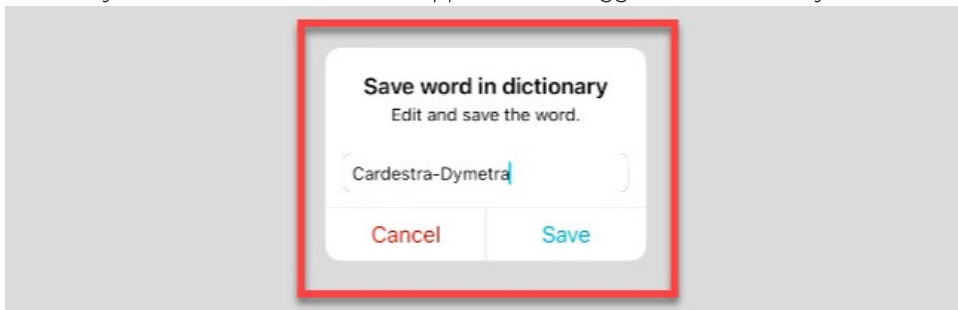 Save word in dictionary
Edit and save the word.
Cardestra-Dymetra
Cancel Save